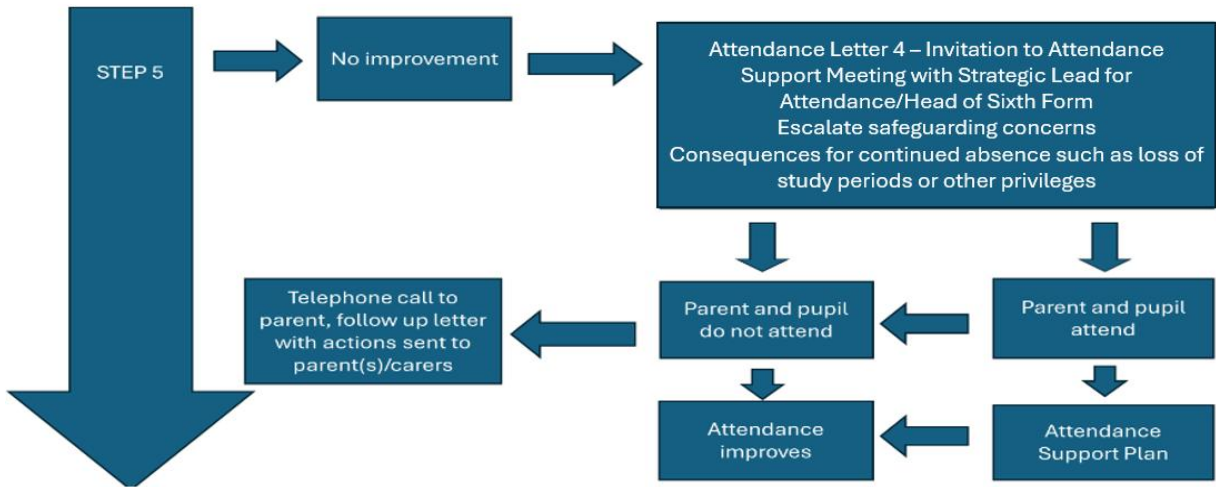 STEP 5
No improvement
Attendance Letter 4 – Invitation to Attendance
Support Meeting with Strategic Lead for
Attendance/Head of Sixth Form
Escalate safeguarding concerns
Consequences for continued absence such as loss of
study periods or other privileges
Telephone call to
parent, follow up letter
with actions sent to
parent(s)/carers
Parent and pupil
do not attend
Parent and pupil
attend
Attendance
improves
Attendance
Support Plan